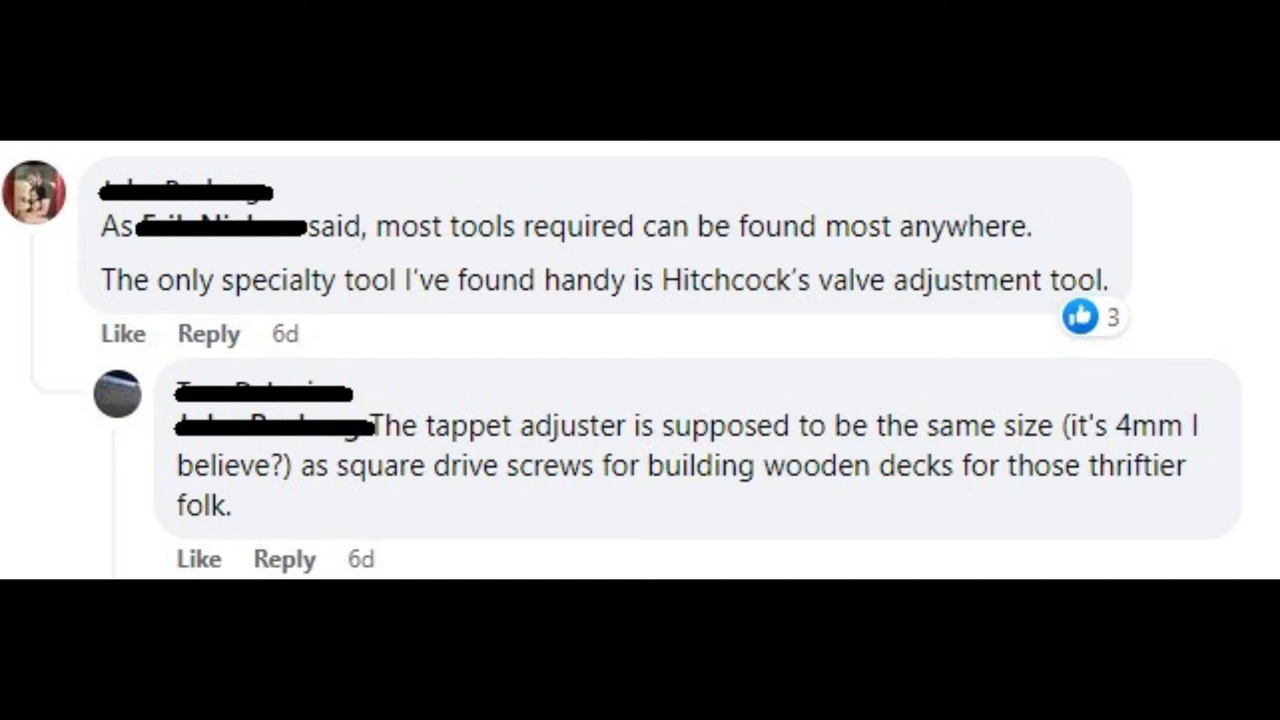 As said, most tools required can be found most anywhere.
The only specialty tool I've found handy is Hitchcock's valve adjustment tool.
3
Like Reply 6d
The tappet adjuster is supposed to be the same size (it's 4mm I
believe?) as square drive screws for building wooden decks for those thriftier
folk.
Like Reply 6d